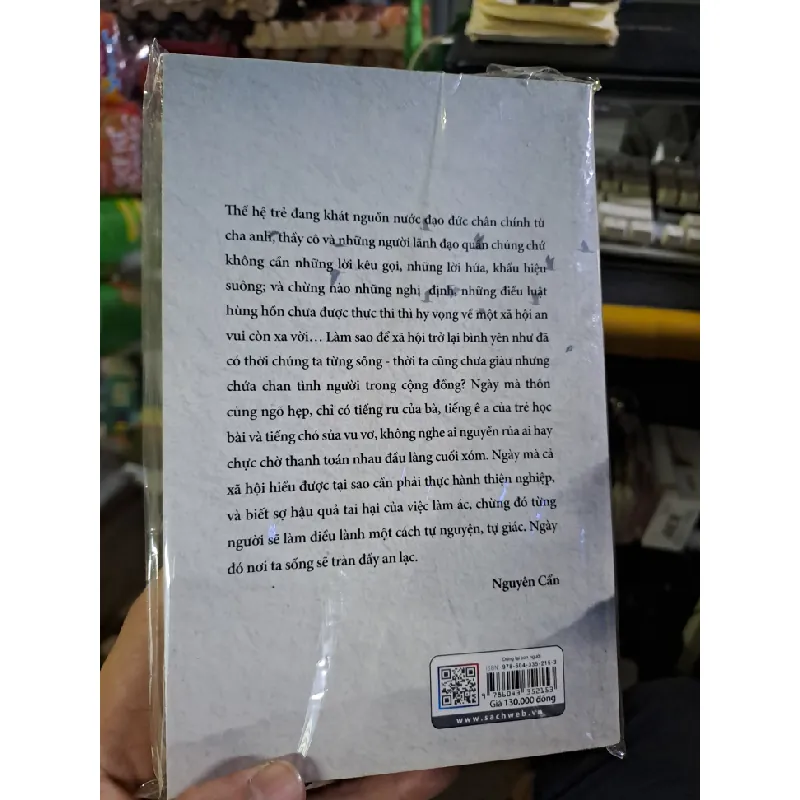 Thế hệ trẻ đang khát nguồn nước đạo đức chân chính từ
cha anh, thầy cô và những người lãnh đạo quần chúng chứ
không cần những lời kêu gọi, những lời hứa, khẩu hiệu
suông; và chừng nào những nghị định, những điều luật
hùng hồn chưa được thực thi thì hy vọng về một xã hội an
vui còn xa vời… Làm sao để xã hội trở lại bình yên như đã
có thời chúng ta từng sống - thời ta cũng chưa giàu nhưng
chứa chan tình người trong cộng đồng? Ngày mà thôn
cùng ngõ hẹp, chỉ có tiếng ru của bà, tiếng ê a của trẻ học
bài và tiếng chó sủa vu vơ, không nghe ai nguyền rủa ai hay
chực chờ thanh toán nhau đầu làng cuối xóm. Ngày mà cả
xã hội hiểu được tại sao cần phải thực hành thiện nghiệp,
và biết sợ hậu quả tai hại của việc làm ác, chừng đó từng
người sẽ làm điều lành một cách tự nguyện, tự giác. Ngày
đó nơi ta sống sẽ tràn đầy an lạc.
Nguyên Cẩn
ISBN: 978-604-335-216-3
9 786043 352163
Giá 130.000 đồng
www.sachweb.vn